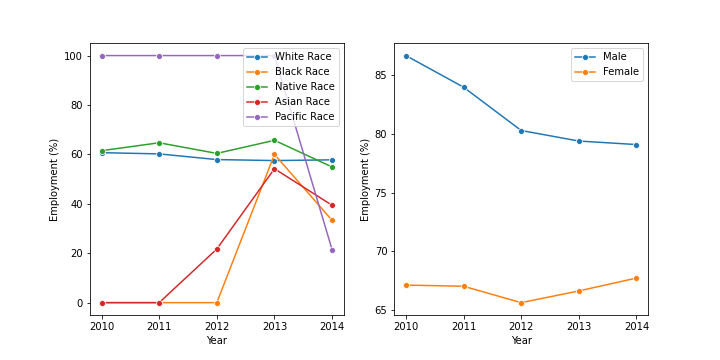 100
80
60
40
20
0
Employment (%)
2010 2011 2012 2013 2014
Year
White Race
Black Race
Native Race
Asian Race
Pacific Race
85
80
75
70
65
Employment (%)
2010 2011 2012 2013 2014
Year
Male
Female